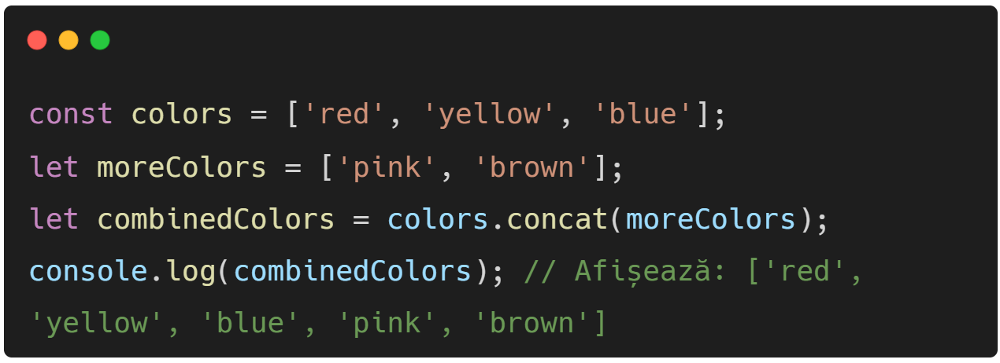 const colors = ['red', 'yellow', 'blue'];
let moreColors = ['pink', 'brown'];
let combinedColors = colors.concat(moreColors);
console.log(combinedColors); // Afișează: ['red',
'yellow', 'blue', 'pink', 'brown']